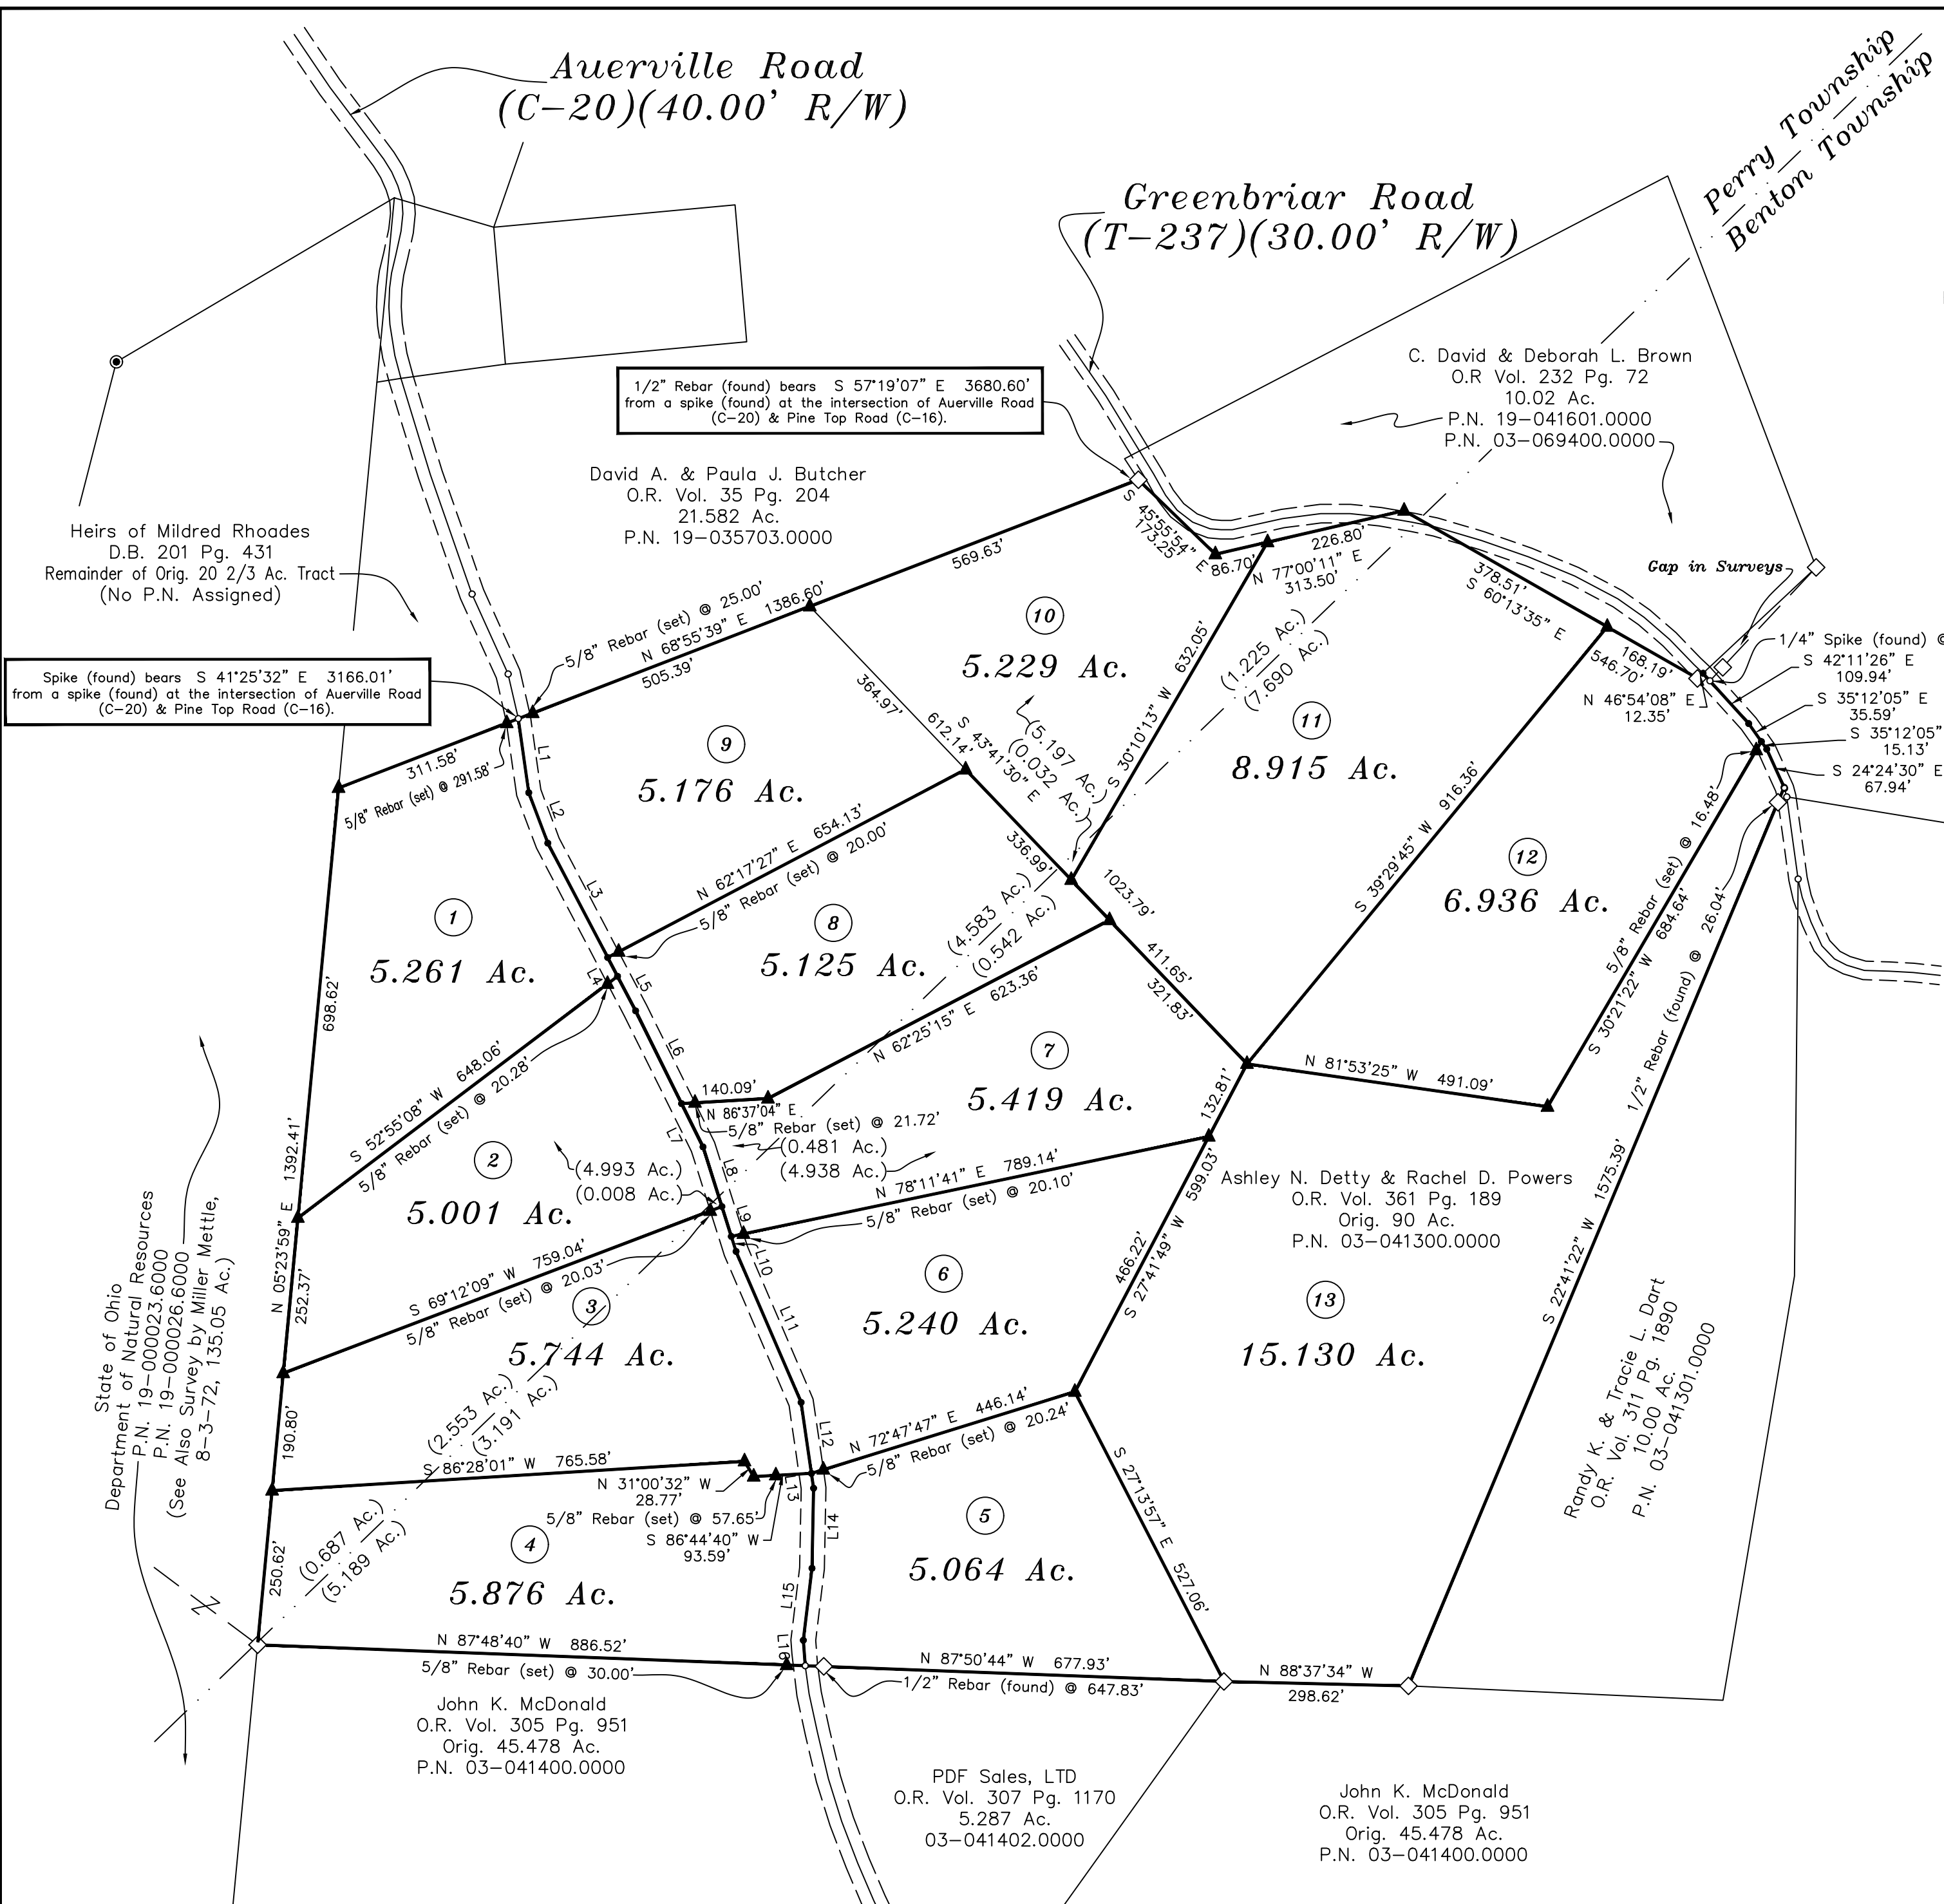 Auerville Road
(C-20)(40.00' R/W)
Perry Township
Benton Township
Greenbriar Road
(T-237)(30.00' R/W)
C. David & Deborah L. Brown
O.R Vol. 232 Pg. 72
10.02 Ac.
P.N. 19-041601.0000
P.N. 03-069400.0000
1/2" Rebar (found) bears S 57°19'07" E 3680.60'
from a spike (found) at the intersection of Auerville Road
(C-20) & Pine Top Road (C-16).
David A. & Paula J. Butcher
O.R. Vol. 35 Pg. 204
21.582 Ac.
P.N. 19-035703.0000
Heirs of Mildred Rhoades
D.B. 201 Pg. 431
Remainder of Orig. 20 2/3 Ac. Tract
(No P.N. Assigned)
Spike (found) bears S 41°25'32" E 3166.01'
from a spike (found) at the intersection of Auerville Road
(C-20) & Pine Top Road (C-16).
S 45°55'54" E
173.25'
86.70'
226.80'
N 77°00'11" E
313.50'
378.51'
S 60°13'35" E
168.19'
546.70'
Gap in Surveys
1/4" Spike (found) @
S 42°11'26" E
109.94'
N 46°54'08" E
12.35'
S 35°12'05" E
35.59'
S 35°12'05"
15.13'
S 24°24'30" E
67.94'
569.63'
5/8" Rebar (set) @ 25.00'
N 68°55'39" E 1386.60'
505.39'
311.58'
5/8" Rebar (set) @ 291.58'
L1
L2
L3
L4
L5
L6
L7
L8
L9
L10
L11
L12
L13
L14
L15
L16
10
5.229 Ac.
(5.197 Ac.)
(0.032 Ac.)
364.97'
612.14'
S 43°41'30" E
S 30°10'13" W 632.05'
(1.225 Ac.)
(7.690 Ac.)
11
8.915 Ac.
9
5.176 Ac.
N 62°17'27" E 654.13'
5/8" Rebar (set) @ 20.00'
336.99'
1023.79'
411.65'
321.83'
S 39°29'45" W 916.36'
12
6.936 Ac.
5/8" Rebar (set) @ 16.48'
S 30°21'22" W 684.64'
1/2" Rebar (found) @ 26.04'
S 22°41'22" W 1575.39'
1
5.261 Ac.
698.62'
8
5.125 Ac.
(4.583 Ac.)
(0.542 Ac.)
N 62°25'15" E 623.36'
S 52°55'08" W 648.06'
5/8" Rebar (set) @ 20.28'
7
5.419 Ac.
N 81°53'25" W 491.09'
132.81'
140.09'
N 86°37'04" E
5/8" Rebar (set) @ 21.72'
(0.481 Ac.)
(4.938 Ac.)
N 78°11'41" E 789.14'
5/8" Rebar (set) @ 20.10'
2
5.001 Ac.
(4.993 Ac.)
(0.008 Ac.)
N 05°23'59" E 1392.41'
252.37'
S 69°12'09" W 759.04'
5/8" Rebar (set) @ 20.03'
State of Ohio
Department of Natural Resources
P.N. 19-000023.6000
P.N. 19-000026.6000
(See Also Survey by Miller Mettle,
8-3-72, 135.05 Ac.)
Ashley N. Detty & Rachel D. Powers
O.R. Vol. 361 Pg. 189
Orig. 90 Ac.
P.N. 03-041300.0000
6
5.240 Ac.
466.22'
S 27°41'49" W 599.03'
13
15.130 Ac.
3
5.744 Ac.
(2.553 Ac.)
(3.191 Ac.)
190.80'
S 86°28'01" W 765.58'
N 31°00'32" W
28.77'
5/8" Rebar (set) @ 57.65'
S 86°44'40" W
93.59'
N 72°47'47" E 446.14'
5/8" Rebar (set) @ 20.24'
S 27°13'57" E 527.06'
Randy K. & Tracie L. Dart
O.R. Vol. 311 Pg. 1890
10.00 Ac.
P.N. 03-041301.0000
4
5.876 Ac.
(0.687 Ac.)
(5.189 Ac.)
250.62'
5
5.064 Ac.
N 87°48'40" W 886.52'
5/8" Rebar (set) @ 30.00'
N 87°50'44" W 677.93'
1/2" Rebar (found) @ 647.83'
N 88°37'34" W
298.62'
John K. McDonald
O.R. Vol. 305 Pg. 951
Orig. 45.478 Ac.
P.N. 03-041400.0000
PDF Sales, LTD
O.R. Vol. 307 Pg. 1170
5.287 Ac.
03-041402.0000
John K. McDonald
O.R. Vol. 305 Pg. 951
Orig. 45.478 Ac.
P.N. 03-041400.0000